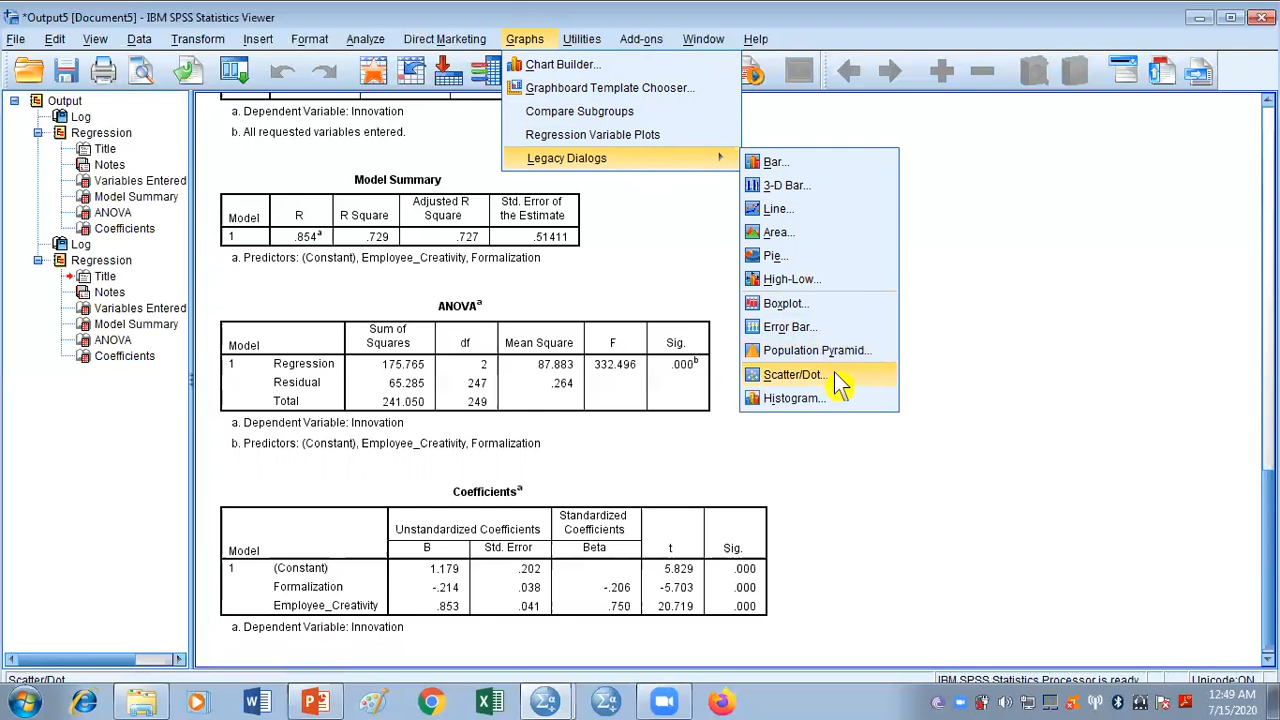 *Output5 [Document5] - IBM SPSS Statistics Viewer
File Edit View Data Transform Insert Format Analyze Direct Marketing Graphs Utilities Add-ons Window Help
Chart Builder...
Graphboard Template Chooser...
Compare Subgroups
Regression Variable Plots
Legacy Dialogs
Bar...
3-D Bar...
Line...
Area...
Pie...
High-Low...
Boxplot...
Error Bar...
Population Pyramid...
Scatter/Dot...
Histogram...
Output
Log
Regression
Title
Notes
Variables Entered
Model Summary
ANOVA
Coefficients
Log
Regression
Title
Notes
Variables Entered
Model Summary
ANOVA
Coefficients
a. Dependent Variable: Innovation
b. All requested variables entered.
Model Summary
Model R R Square Adjusted R Square Std. Error of the Estimate
1 .854a .729 .727 .51411
a. Predictors: (Constant), Employee_Creativity, Formalization
ANOVAa
Model Sum of Squares df Mean Square F Sig.
1 Regression 175.765 2 87.883 332.496 .000b
Residual 65.285 247 .264
Total 241.050 249
a. Dependent Variable: Innovation
b. Predictors: (Constant), Employee_Creativity, Formalization
Coefficientsa
Unstandardized Coefficients Standardized Coefficients
Model B Std. Error Beta t Sig.
1 (Constant) 1.179 .202 5.829 .000
Formalization -.214 .038 -.206 -5.703 .000
Employee_Creativity .853 .041 .750 20.719 .000
a. Dependent Variable: Innovation
Scatter/Dot
IBM SPSS Statistics Processor is ready Unicode:ON
12:49 AM
7/15/2020